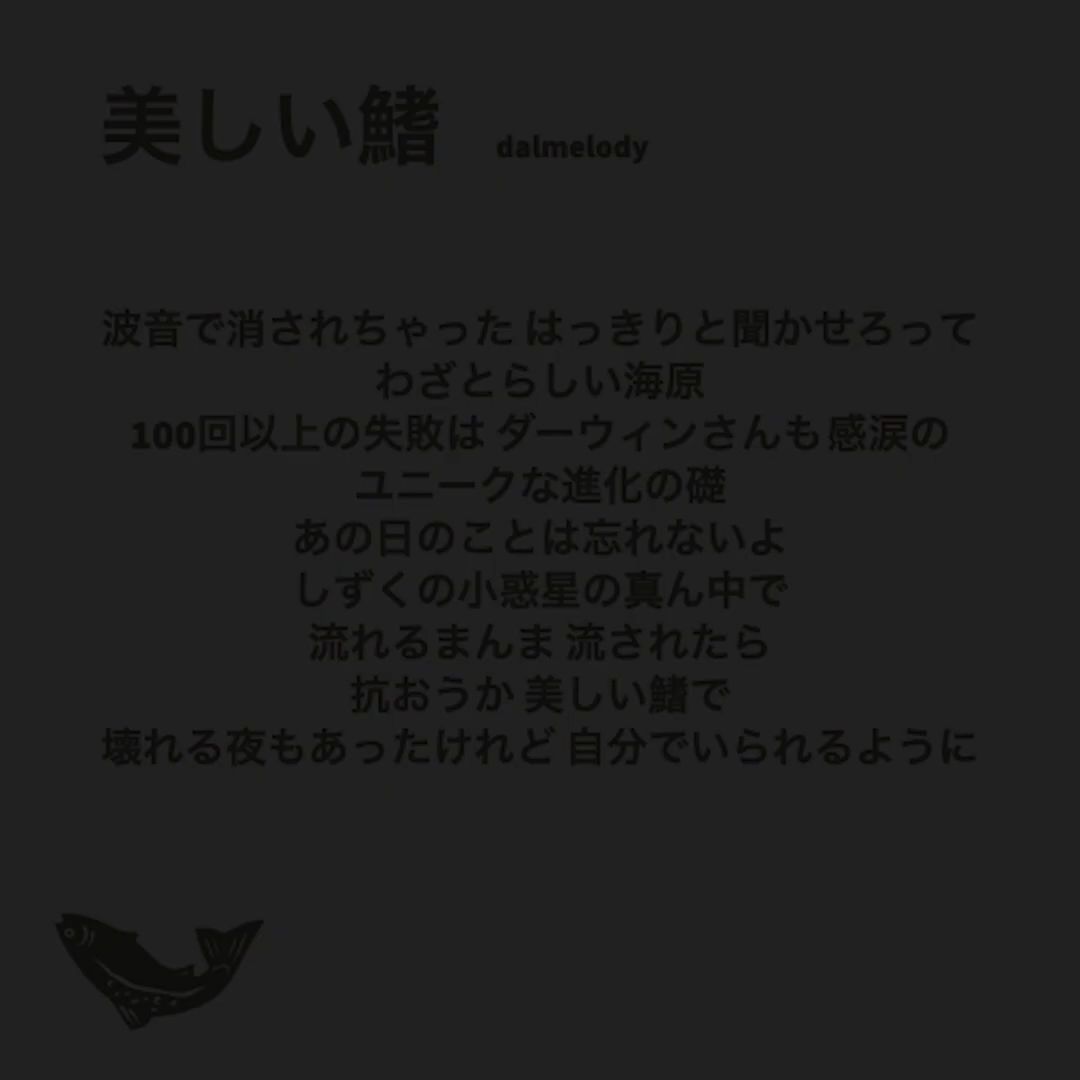 美しい鰭 dalmelody
波音で消されちゃった はっきりと聞かせろって
わざとらしい海原
100回以上の失敗は ダーウィンさんも感涙の
ユニークな進化の礎
あの日のことは忘れないよ
しずくの小惑星の真ん中で
流れるまんま 流されたら
抗おうか 美しい鰭で
壊れる夜もあったけれど 自分でいられるように